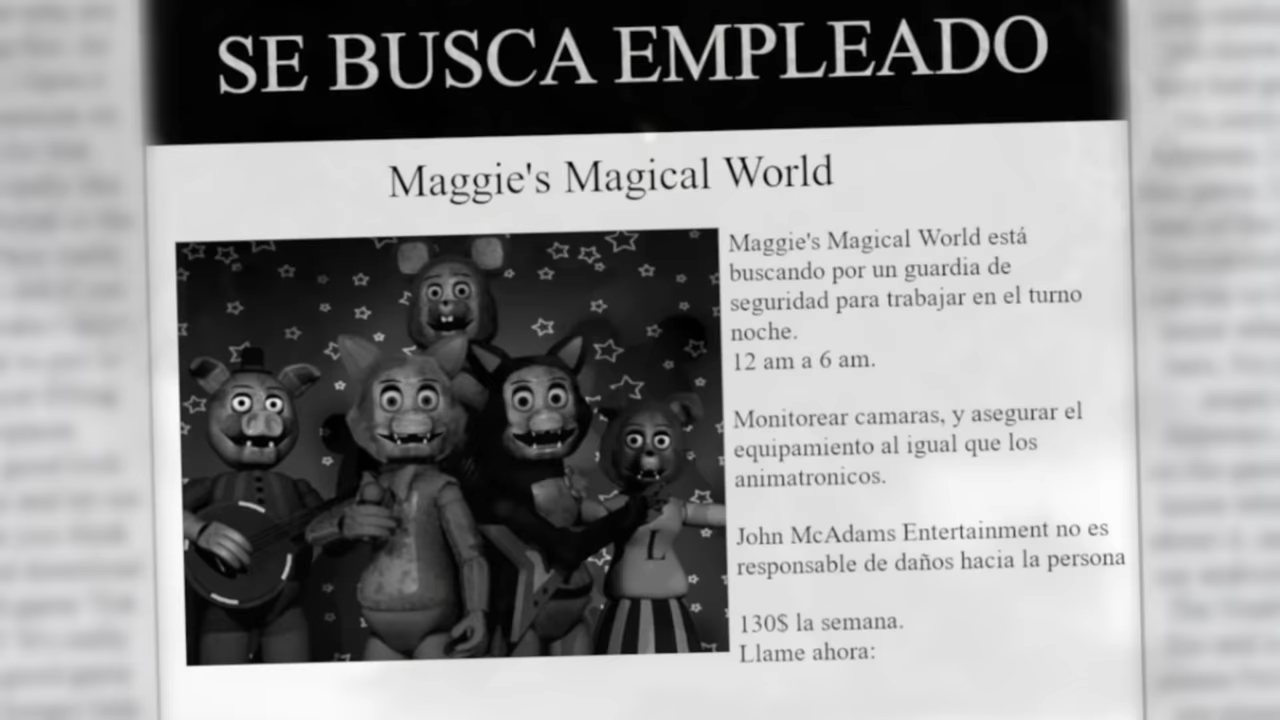 SE BUSCA EMPLEADO
Maggie's Magical World
Maggie's Magical World está
buscando por un guardia de
seguridad para trabajar en el turno
noche.
12 am a 6 am.
Monitorear camaras, y asegurar el
equipamiento al igual que los
animatronicos.
John McAdams Entertainment no es
responsable de daños hacia la persona
130$ la semana.
Llame ahora:
L